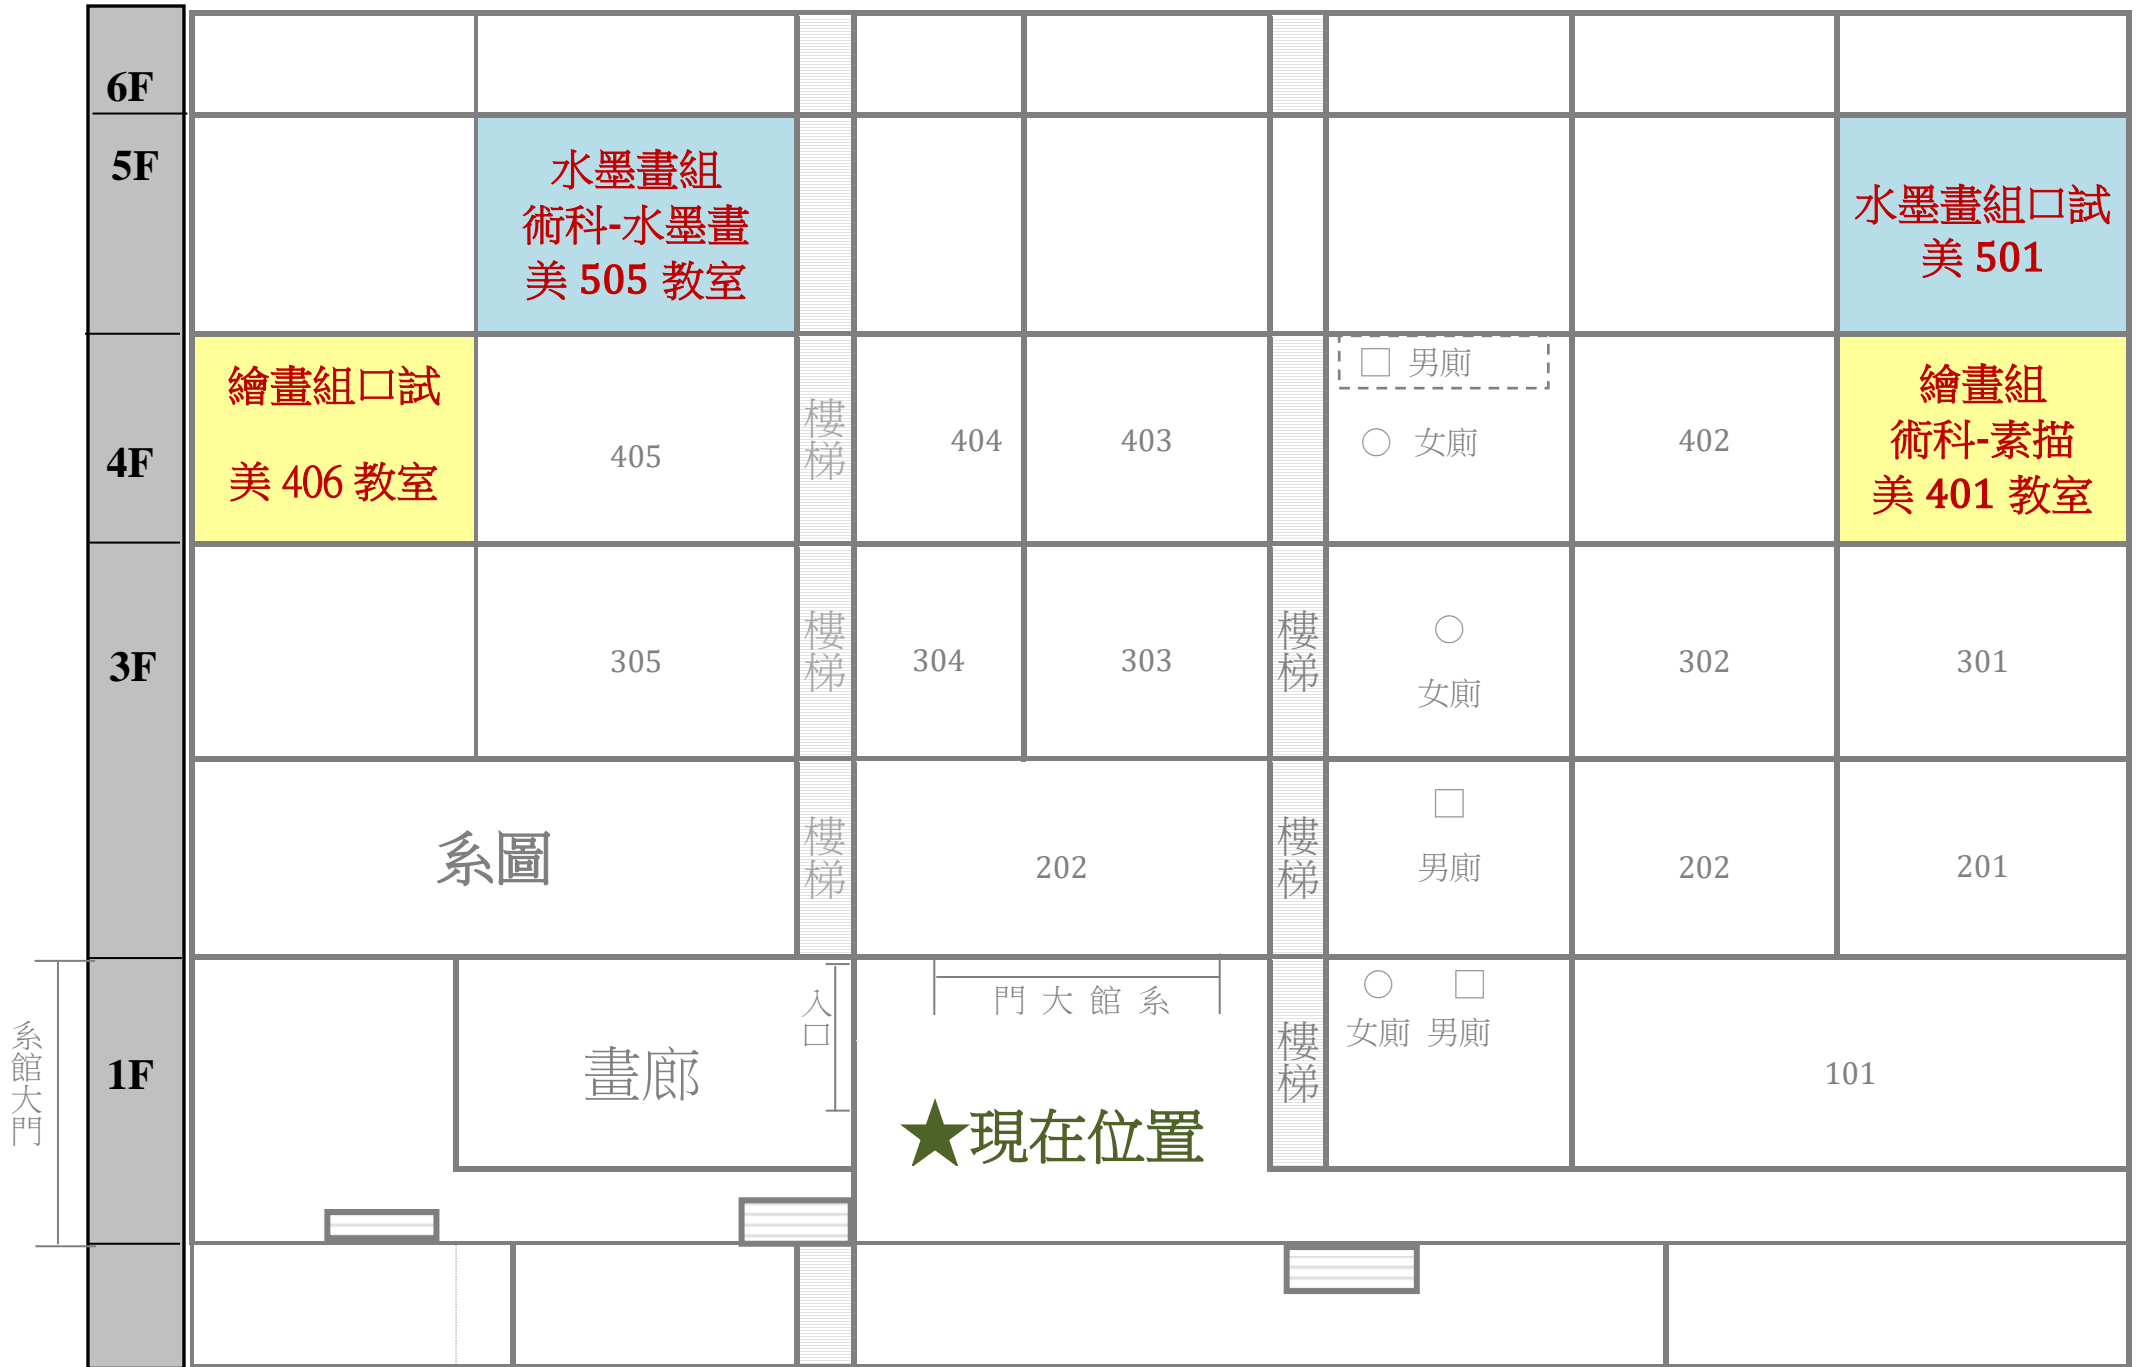 6F
5F
水墨畫組
術科-水墨畫
美 505 教室
水墨畫組口試
美 501
4F
繪畫組口試
美 406 教室
405
樓梯
404
403
□ 男廁
○ 女廁
402
繪畫組
術科-素描
美 401 教室
3F
305
樓梯
304
303
樓梯
○
女廁
302
301
系圖
樓梯
202
樓梯
□
男廁
202
201
系館大門
1F
畫廊
入口
門大館系
★現在位置
樓梯
○ □
女廁 男廁
101